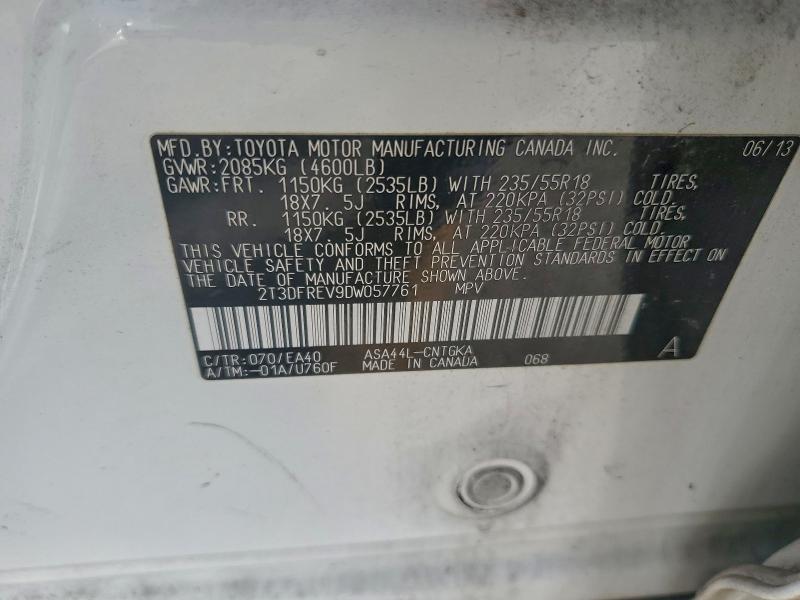 MFD.BY:TOYOTA MOTOR MANUFACTURING CANADA INC. 06/13
GVWR:2085KG (4600LB)
GAWR:FRT. 1150KG (2535LB) WITH 235/55R18 TIRES,
18X7. 5J RIMS, AT 220KPA (32PSI) COLD.
RR. 1150KG (2535LB) WITH 235/55R18 TIRES,
18X7. 5J RIMS, AT 220KPA (32PSI) COLD.
THIS VEHICLE CONFORMS TO ALL APPLICABLE FEDERAL MOTOR
VEHICLE SAFETY AND THEFT PREVENTION STANDARDS IN EFFECT ON
THE DATE OF MANUFACTURE SHOWN ABOVE.
2T3DFREV9DW057761 MPV
C/TR:070/EA40 ASA44L-CNTGKA
A/TM:-01A/U760F MADE IN CANADA 068 A